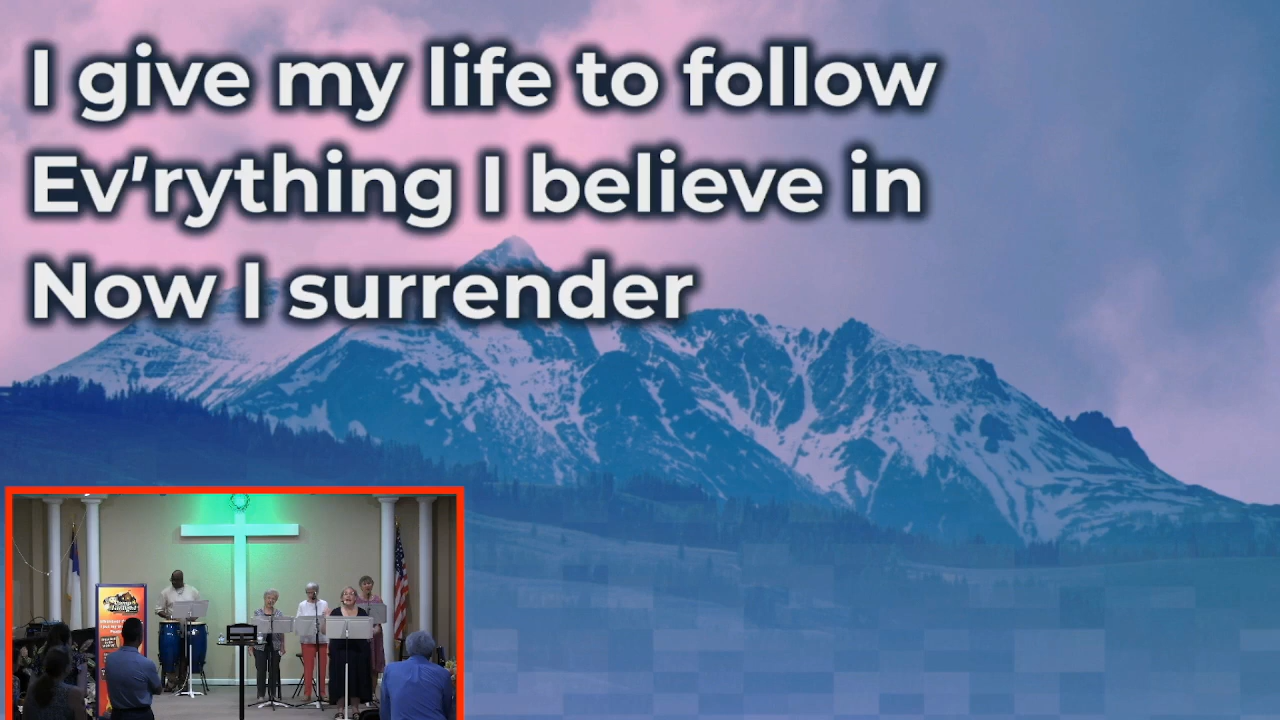 I give my life to follow
Ev’rything I believe in
Now I surrender